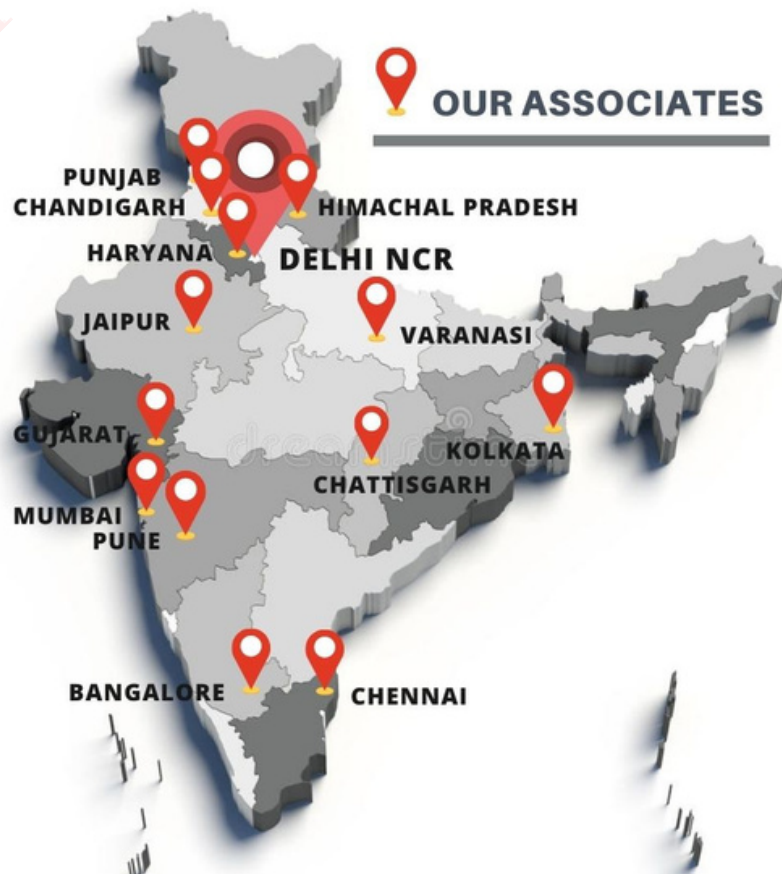 OUR ASSOCIATES
PUNJAB
CHANDIGARH
HIMACHAL PRADESH
HARYANA
DELHI NCR
JAIPUR
VARANASI
GUJARAT
KOLKATA
CHATTISGARH
MUMBAI
PUNE
BANGALORE
CHENNAI